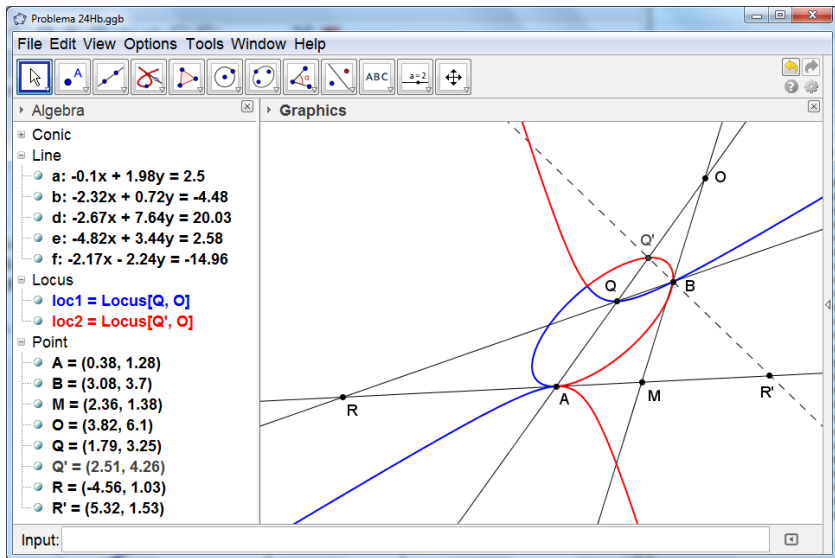 Problema 24Hb.ggb
File Edit View Options Tools Window Help
A
ABC
a=2
Algebra
Graphics
Conic
Line
a: -0.1x + 1.98y = 2.5
b: -2.32x + 0.72y = -4.48
d: -2.67x + 7.64y = 20.03
e: -4.82x + 3.44y = 2.58
f: -2.17x - 2.24y = -14.96
Locus
loc1 = Locus[Q, O]
loc2 = Locus[Q', O]
Point
A = (0.38, 1.28)
B = (3.08, 3.7)
M = (2.36, 1.38)
O = (3.82, 6.1)
Q = (1.79, 3.25)
Q' = (2.51, 4.26)
R = (-4.56, 1.03)
R' = (5.32, 1.53)
O
Q'
Q
B
R
A
M
R'
Input: